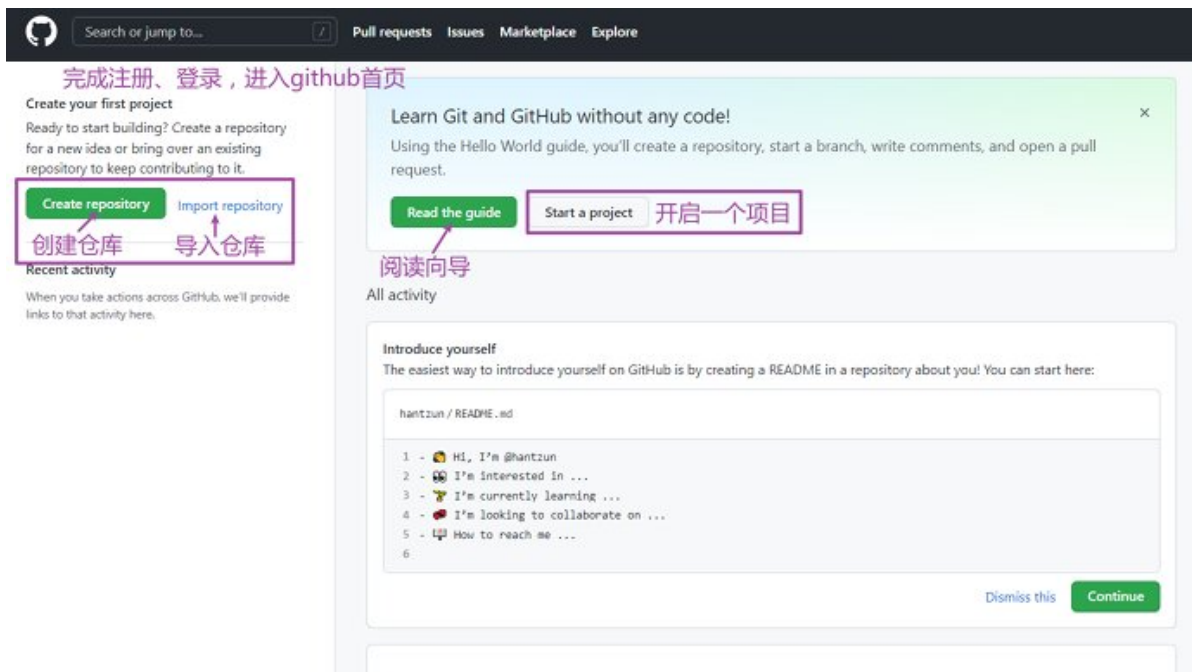 Search or jump to... /
Pull requests Issues Marketplace Explore
完成注册、登录，进入github首页
Create your first project
Ready to start building? Create a repository
for a new idea or bring over an existing
repository to keep contributing to it.
Create repository Import repository
创建仓库 导入仓库
Recent activity
When you take actions across GitHub, we'll provide
links to that activity here.
Learn Git and GitHub without any code!
Using the Hello World guide, you'll create a repository, start a branch, write comments, and open a pull
request.
Read the guide Start a project 开启一个项目
阅读向导
All activity
Introduce yourself
The easiest way to introduce yourself on GitHub is by creating a README in a repository about you! You can start here:
hantzun / README.md
1 - 👋 Hi, I'm @hantzun
2 - 👀 I'm interested in ...
3 - 🌱 I'm currently learning ...
4 - 💞️ I'm looking to collaborate on ...
5 - 📫 How to reach me ...
6
Dismiss this Continue